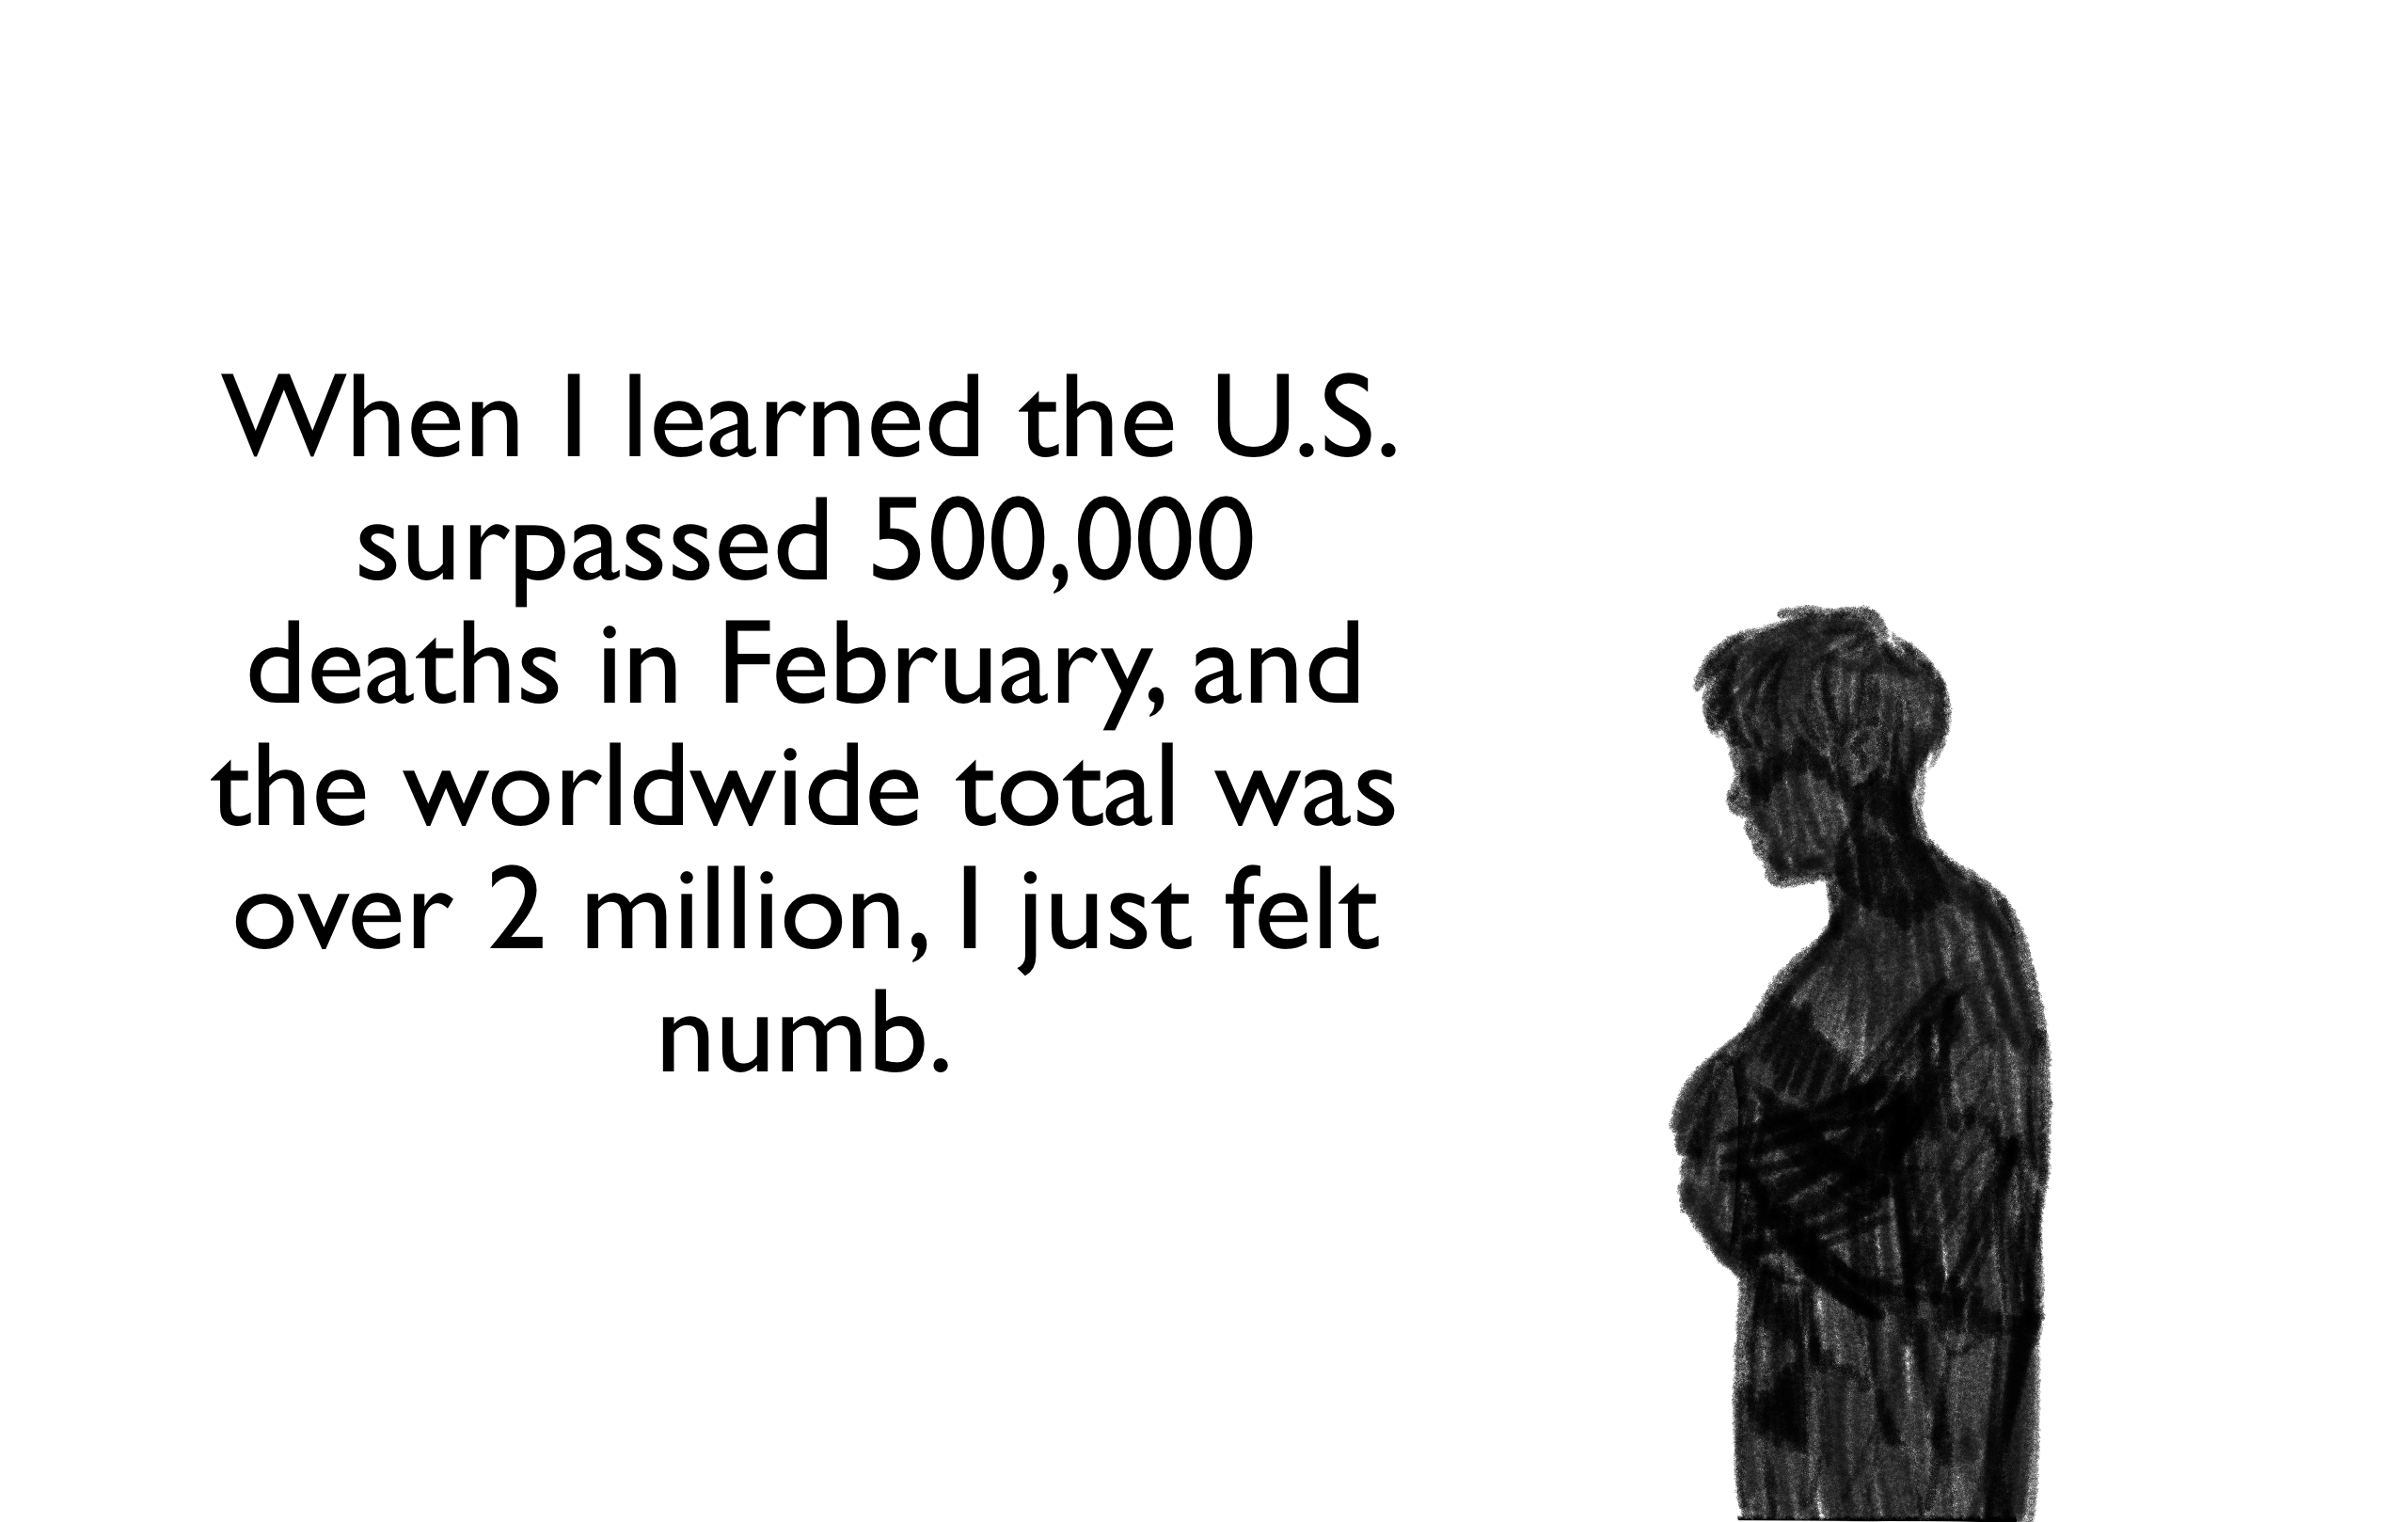 When I learned the U.S.
surpassed 500,000
deaths in February, and
the worldwide total was
over 2 million, I just felt
numb.